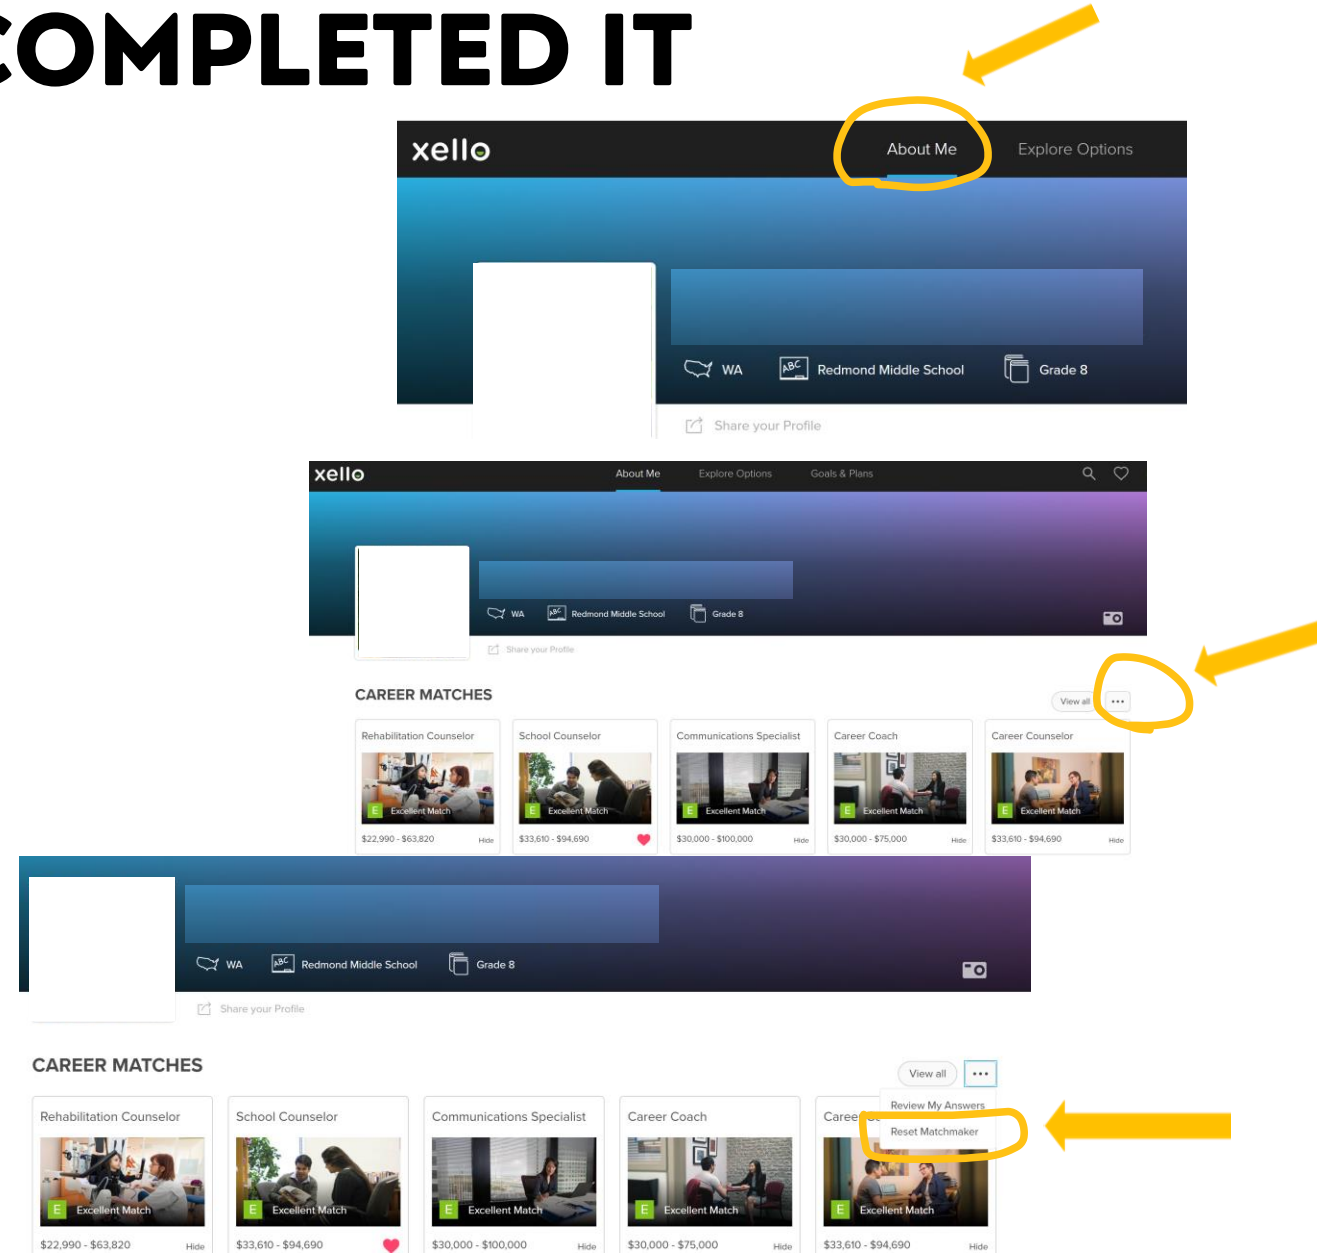 COMPLETED IT
xello About Me Explore Options
WA ABC Redmond Middle School Grade 8
Share your Profile
xello About Me Explore Options Goals & Plans
WA ABC Redmond Middle School Grade 8
Share your Profile
CAREER MATCHES View all
Rehabilitation Counselor School Counselor Communications Specialist Career Coach Career Counselor
E Excellent Match E Excellent Match E Excellent Match E Excellent Match E Excellent Match
$22,990 - $63,820 Hide $33,610 - $94,690 $30,000 - $100,000 Hide $30,000 - $75,000 Hide $33,610 - $94,690 Hide
WA ABC Redmond Middle School Grade 8
Share your Profile
CAREER MATCHES View all
Review My Answers
Rehabilitation Counselor School Counselor Communications Specialist Career Coach Career
Reset Matchmaker
E Excellent Match E Excellent Match E Excellent Match E Excellent Match E Excellent Match
$22,990 - $63,820 Hide $33,610 - $94,690 $30,000 - $100,000 Hide $30,000 - $75,000 Hide $33,610 - $94,690 Hide